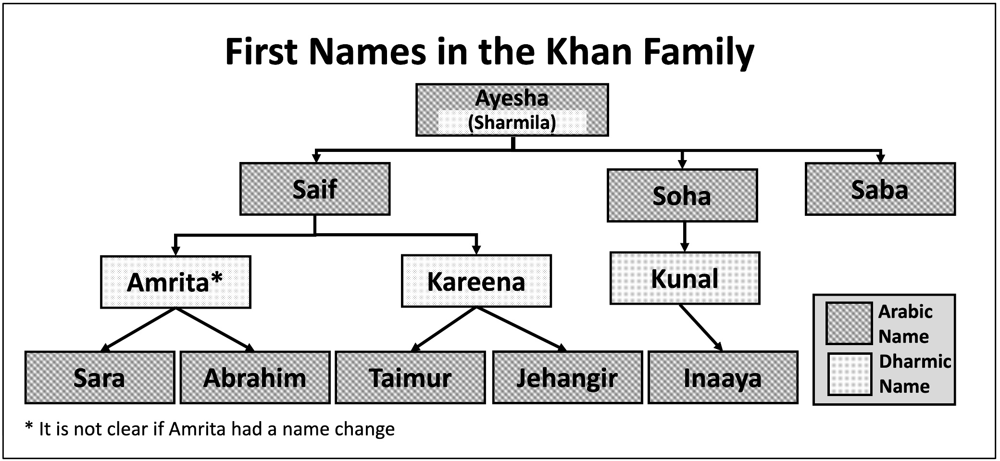 First Names in the Khan Family
Ayesha
(Sharmila)
Saif
Soha
Saba
Amrita*
Kareena
Kunal
Sara
Abrahim
Taimur
Jehangir
Inaaya
Arabic
Name
Dharmic
Name
* It is not clear if Amrita had a name change